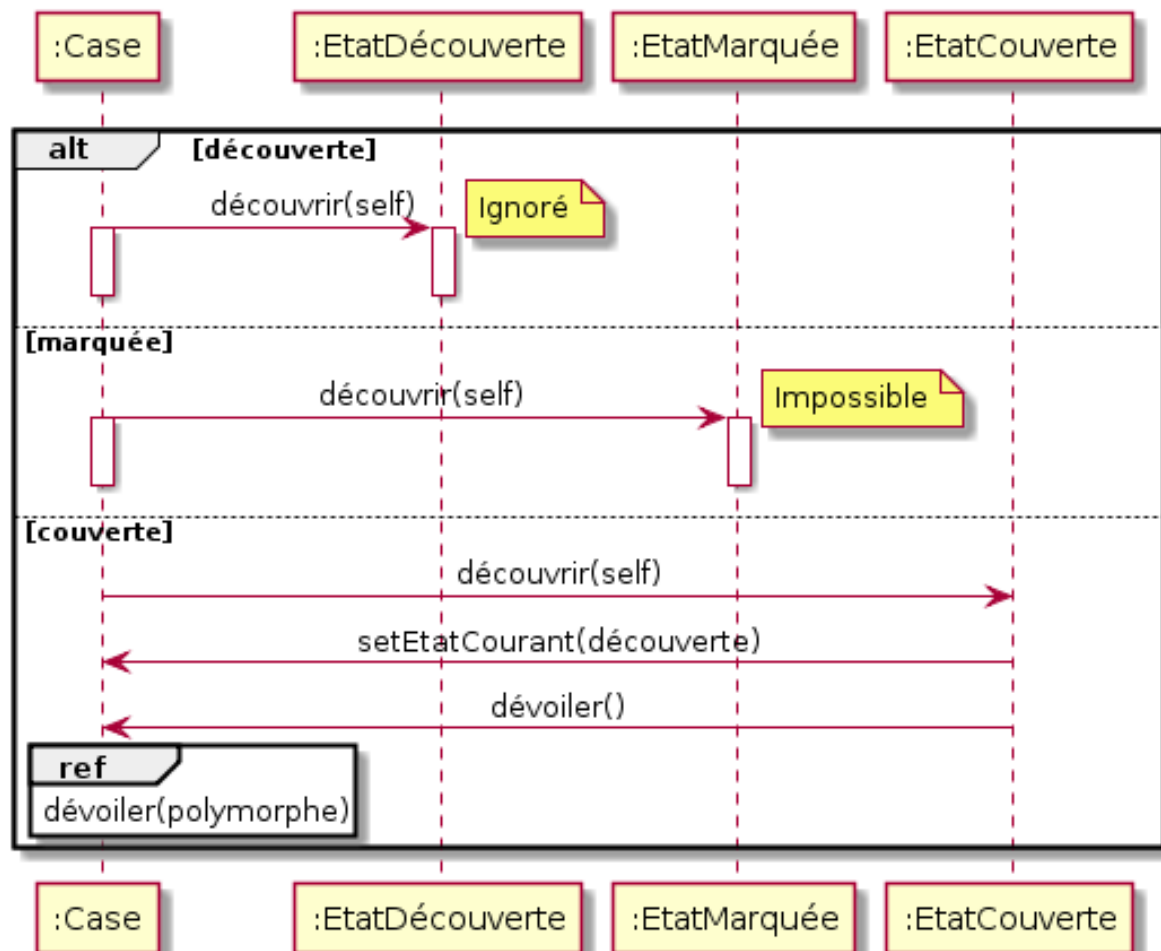 :Case :EtatDécouverte :EtatMarquée :EtatCouverte
alt [découverte]
découvrir(self) Ignoré
[marquée]
découvrir(self) Impossible
[couverte]
découvrir(self)
setEtatCourant(découverte)
dévoiler()
ref
dévoiler(polymorphe)
:Case :EtatDécouverte :EtatMarquée :EtatCouverte